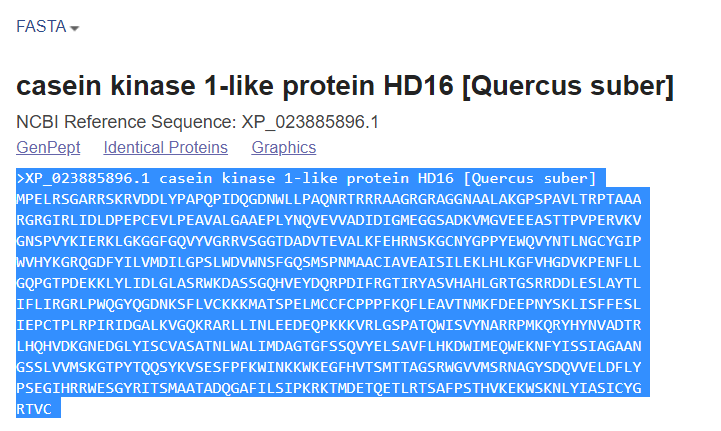 FASTA
casein kinase 1-like protein HD16 [Quercus suber]
NCBI Reference Sequence: XP_023885896.1
GenPept Identical Proteins Graphics
>XP_023885896.1 casein kinase 1-like protein HD16 [Quercus suber]
MPELRSGARRSKRVDDLYPAPQPIDQGDNWLLPAQNRTRRRAAGRGRAGGNAALAKGPSPAVLTRPTAAA
RGRGIRLIDLDPEPCEVLPEAVALGAAEPLYNQVEVVADIDIGMEGGSADKVMGVEEEASTTPVPERVKV
GNSPVYKIERKLGKGGFGQVYVGRRVSGGTDADVTEVALKFEHRNSKGCNYGPPYEWQVYNTLNGCYGIP
WVHYKGRQGDFYILVMDILGPSLWDVWNSFGQSMSPNMAACIAVEAISILEKLHLKGFVHGDVKPENFLL
GQPGTPDEKKLYLIDLGLASRWKDASSGQHVEYDQRPDIFRGTIRYASVHAHLGRTGSRRDDLESLAYTL
IFLIRGRLPWQGYQGDNKSFLVCKKKMATSPELMCCFCPPPFKQFLEAVTNMKFDEEPNYSKLISFFESL
IEPCTPLRPIRIDGALKVGQKRARLLINLEEDEQPKKKVRLGSPATQWISVYNARRPMKQRYHYNVADTR
LHQHVDKGNEDGLYISCVASATNLWALIMDAGTGFSSQVYELSAVFLHKDWIMEQWEKNFYISSIAGAAN
GSSLVVMSKGTPYTQQSYKVSESFPFKWINKKWKEGFHVTSMTTAGSRWGVVMSRNAGYSDQVVELDFLY
PSEGIHRRWESGYRITSMAATADQGAFILSIPKRKTMDETQETLRTSAFPSTHVKEKWSKNLYIASICYG
RTVC